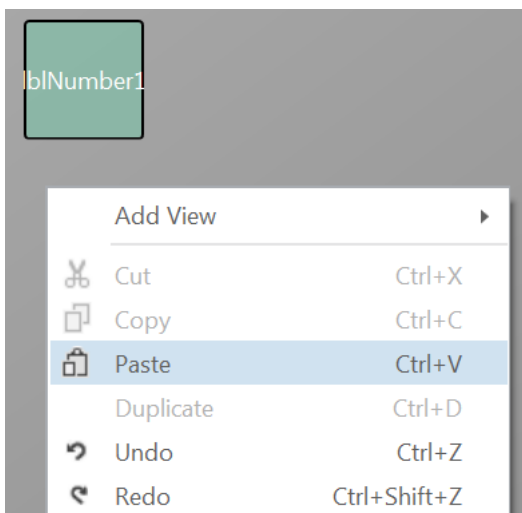 lblNumber1
Add View
Cut Ctrl+X
Copy Ctrl+C
Paste Ctrl+V
Duplicate Ctrl+D
Undo Ctrl+Z
Redo Ctrl+Shift+Z